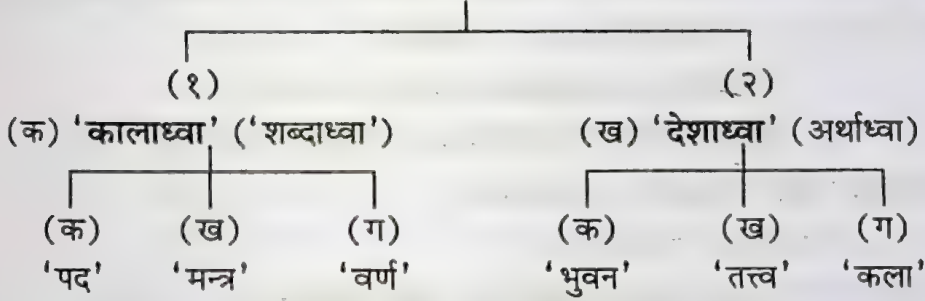 (१) (२)
(क) 'कालाध्वा' ('शब्दाध्वा') (ख) 'देशाध्वा' (अर्थाध्वा)
(क) (ख) (ग) (क) (ख) (ग)
'पद' 'मन्त्र' 'वर्ण' 'भुवन' 'तत्त्व' 'कला'